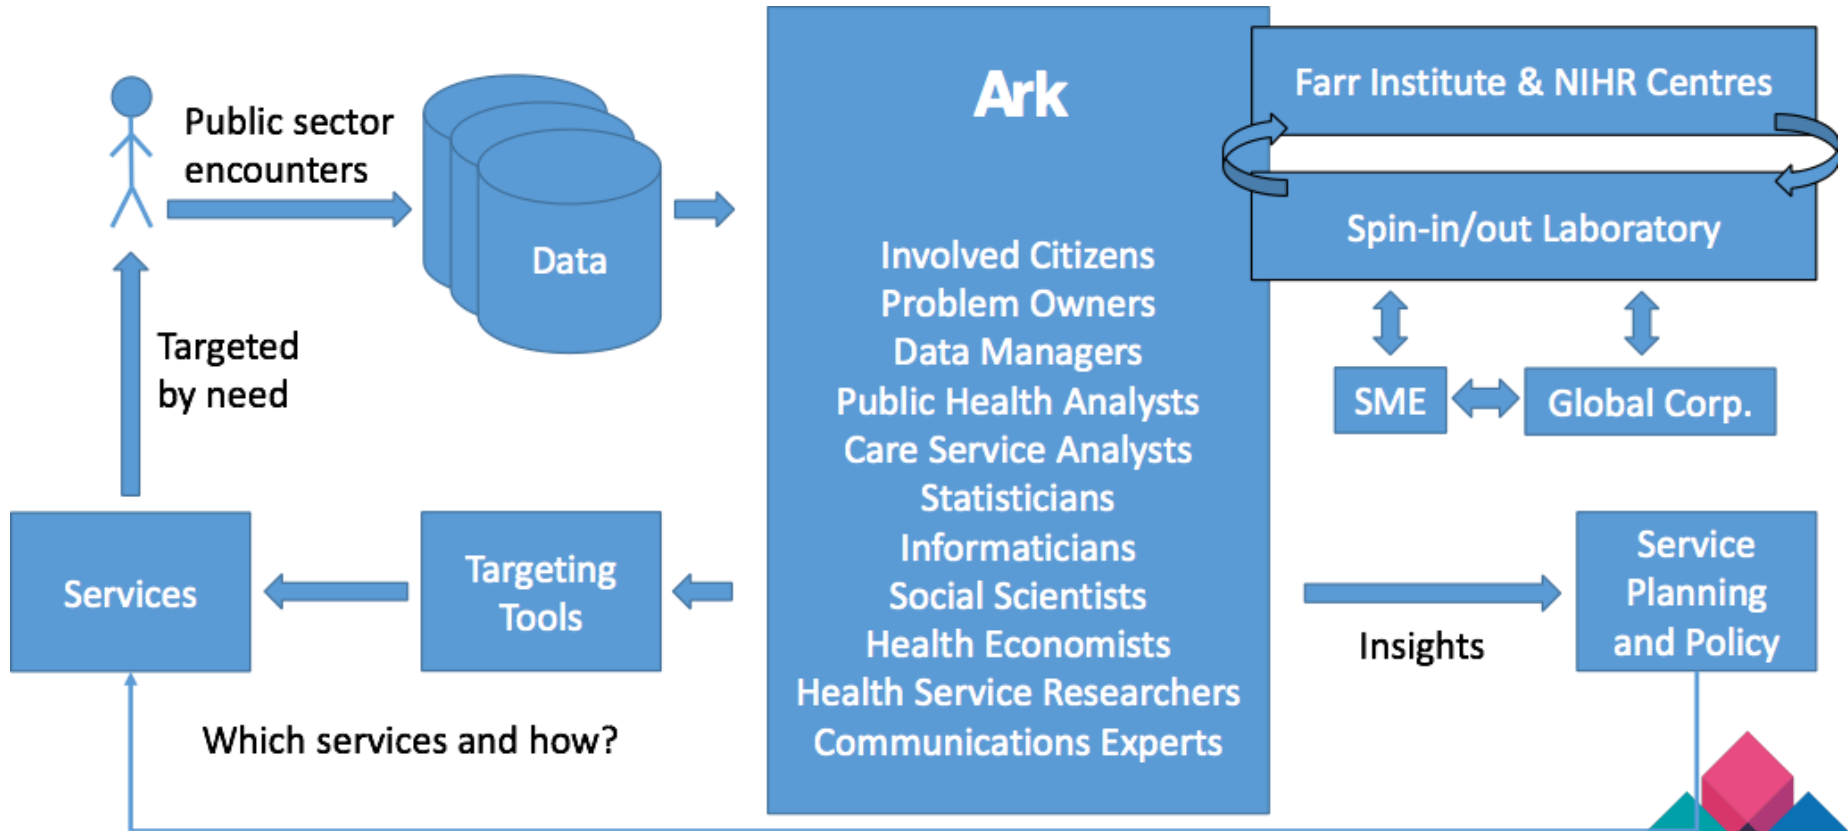 Public sector
encounters
Data
Targeted
by need
Services
Targeting
Tools
Which services and how?
Ark
Involved Citizens
Problem Owners
Data Managers
Public Health Analysts
Care Service Analysts
Statisticians
Informaticians
Social Scientists
Health Economists
Health Service Researchers
Communications Experts
Farr Institute & NIHR Centres
Spin-in/out Laboratory
SME
Global Corp.
Insights
Service
Planning
and Policy